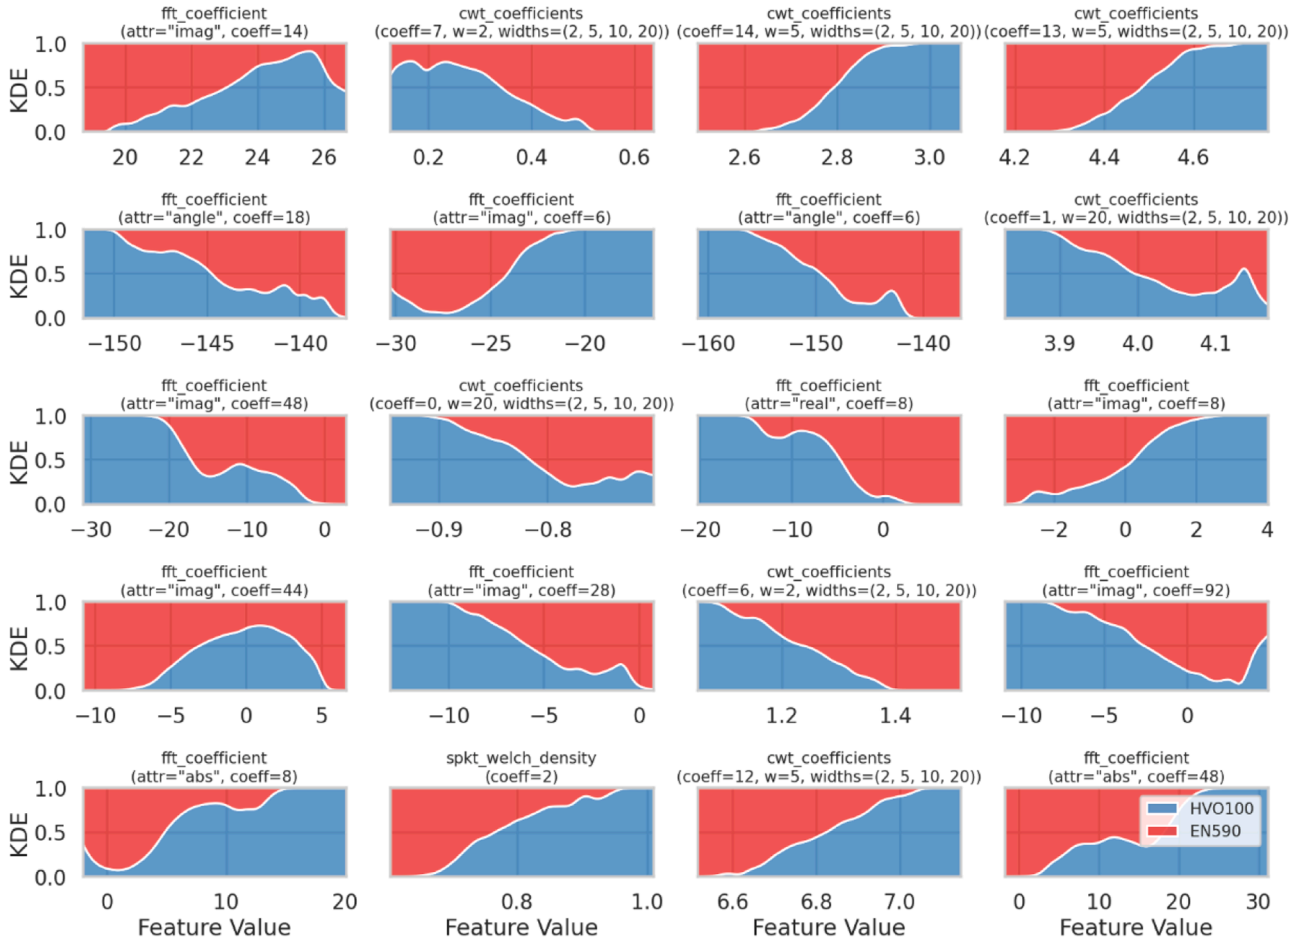 fft_coefficient
(attr="imag", coeff=14)
cwt_coefficients
(coeff=7, w=2, widths=(2, 5, 10, 20))
cwt_coefficients
(coeff=14, w=5, widths=(2, 5, 10, 20))
cwt_coefficients
(coeff=13, w=5, widths=(2, 5, 10, 20))
KDE
1.0
0.5
0.0
20 22 24 26
0.2 0.4 0.6
2.6 2.8 3.0
4.2 4.4 4.6
fft_coefficient
(attr="angle", coeff=18)
fft_coefficient
(attr="imag", coeff=6)
fft_coefficient
(attr="angle", coeff=6)
cwt_coefficients
(coeff=1, w=20, widths=(2, 5, 10, 20))
KDE
1.0
0.5
0.0
−150 −145 −140
−30 −25 −20
−160 −150 −140
3.9 4.0 4.1
fft_coefficient
(attr="imag", coeff=48)
cwt_coefficients
(coeff=0, w=20, widths=(2, 5, 10, 20))
fft_coefficient
(attr="real", coeff=8)
fft_coefficient
(attr="imag", coeff=8)
KDE
1.0
0.5
0.0
−30 −20 −10 0
−0.9 −0.8
−20 −10 0
−2 0 2 4
fft_coefficient
(attr="imag", coeff=44)
fft_coefficient
(attr="imag", coeff=28)
cwt_coefficients
(coeff=6, w=2, widths=(2, 5, 10, 20))
fft_coefficient
(attr="imag", coeff=92)
KDE
1.0
0.5
0.0
−10 −5 0 5
−10 −5 0
1.2 1.4
−10 −5 0
fft_coefficient
(attr="abs", coeff=8)
spkt_welch_density
(coeff=2)
cwt_coefficients
(coeff=12, w=5, widths=(2, 5, 10, 20))
fft_coefficient
(attr="abs", coeff=48)
KDE
1.0
0.5
0.0
HVO100
EN590
0 10 20
0.8 1.0
6.6 6.8 7.0
0 10 20 30
Feature Value
Feature Value
Feature Value
Feature Value